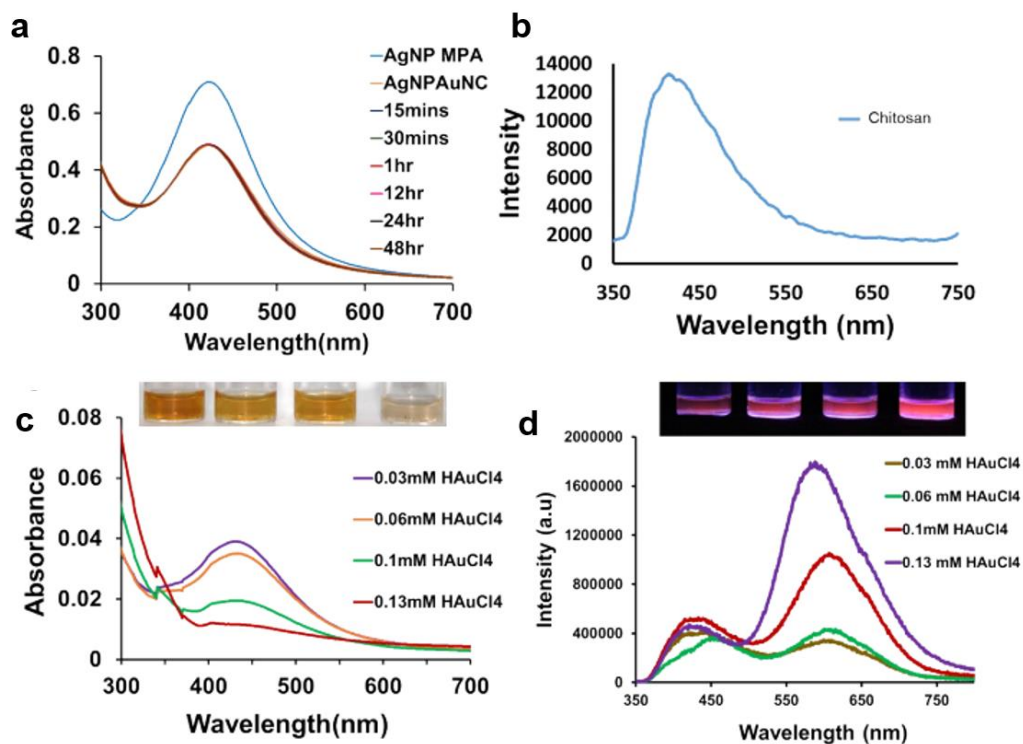 a
0.8
0.6
0.4
0.2
0
Absorbance
300 400 500 600 700
Wavelength(nm)
AgNP MPA
AgNPAuNC
15mins
30mins
1hr
12hr
24hr
48hr
b
14000
12000
10000
8000
6000
4000
2000
0
Intensity
350 450 550 650 750
Wavelength (nm)
Chitosan
c
0.08
0.06
0.04
0.02
0
Absorbance
300 400 500 600 700
Wavelength(nm)
0.03mM HAuCl4
0.06mM HAuCl4
0.1mM HAuCl4
0.13mM HAuCl4
d
2000000
1600000
1200000
800000
400000
0
Intensity (a.u)
350 450 550 650 750
Wavelength (nm)
0.03 mM HAuCl4
0.06 mM HAuCl4
0.1mM HAuCl4
0.13 mM HAuCl4